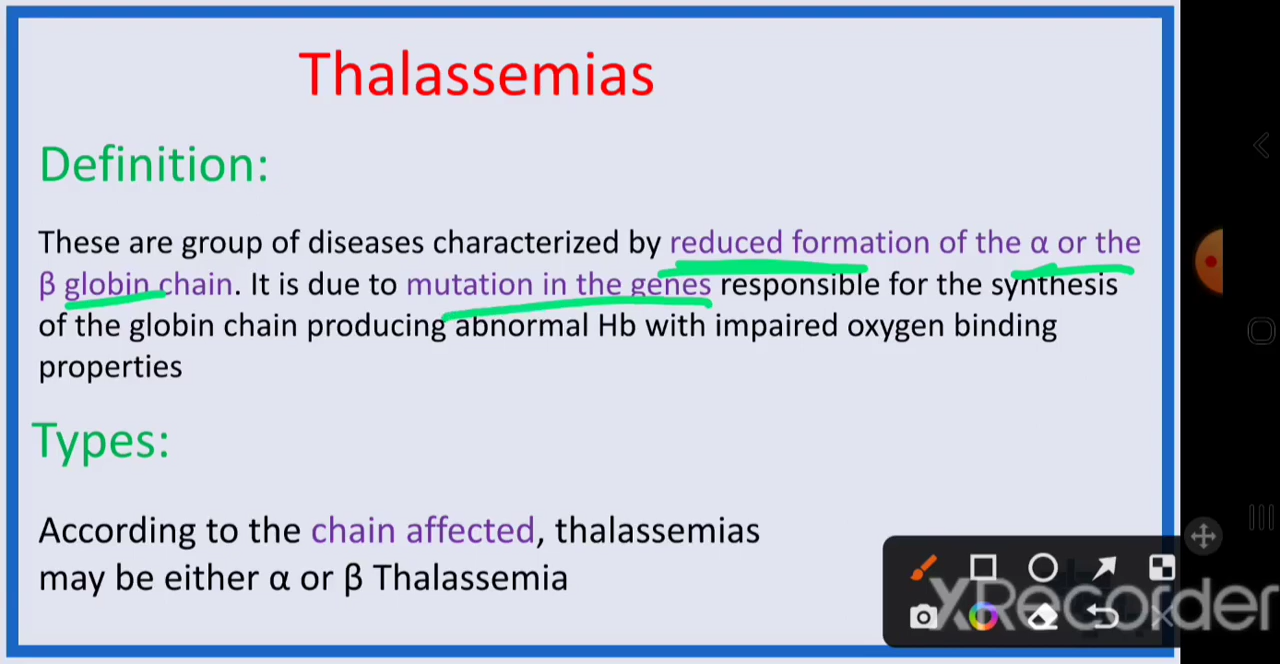 Thalassemias
Definition:
These are group of diseases characterized by reduced formation of the α or the
β globin chain. It is due to mutation in the genes responsible for the synthesis
of the globin chain producing abnormal Hb with impaired oxygen binding
properties
Types:
According to the chain affected, thalassemias
may be either α or β Thalassemia
XRecorder